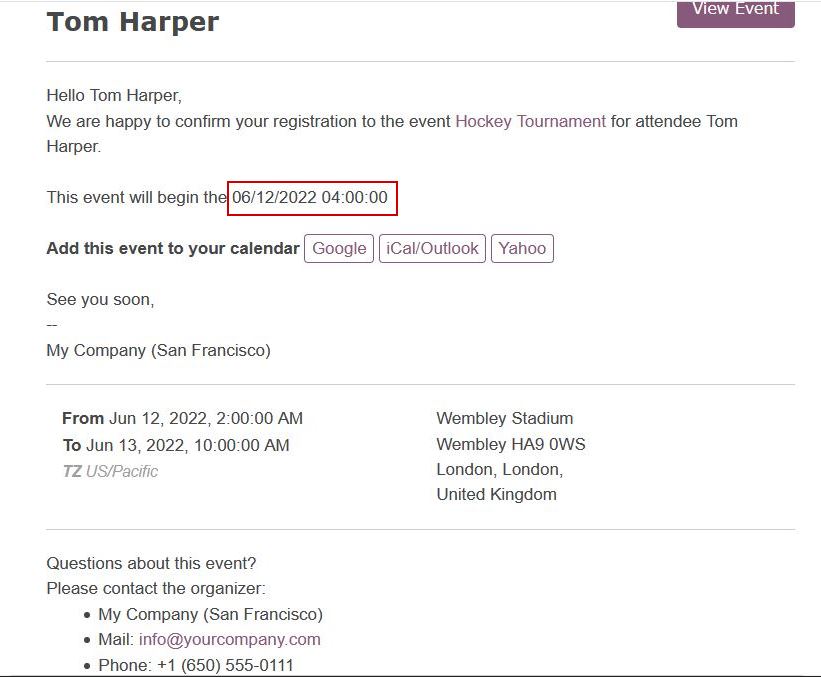 Tom Harper
View Event
Hello Tom Harper,
We are happy to confirm your registration to the event Hockey Tournament for attendee Tom
Harper.
This event will begin the 06/12/2022 04:00:00
Add this event to your calendar Google iCal/Outlook Yahoo
See you soon,
--
My Company (San Francisco)
From Jun 12, 2022, 2:00:00 AM
To Jun 13, 2022, 10:00:00 AM
TZ US/Pacific
Wembley Stadium
Wembley HA9 0WS
London, London,
United Kingdom
Questions about this event?
Please contact the organizer:
• My Company (San Francisco)
• Mail: info@yourcompany.com
• Phone: +1 (650) 555-0111